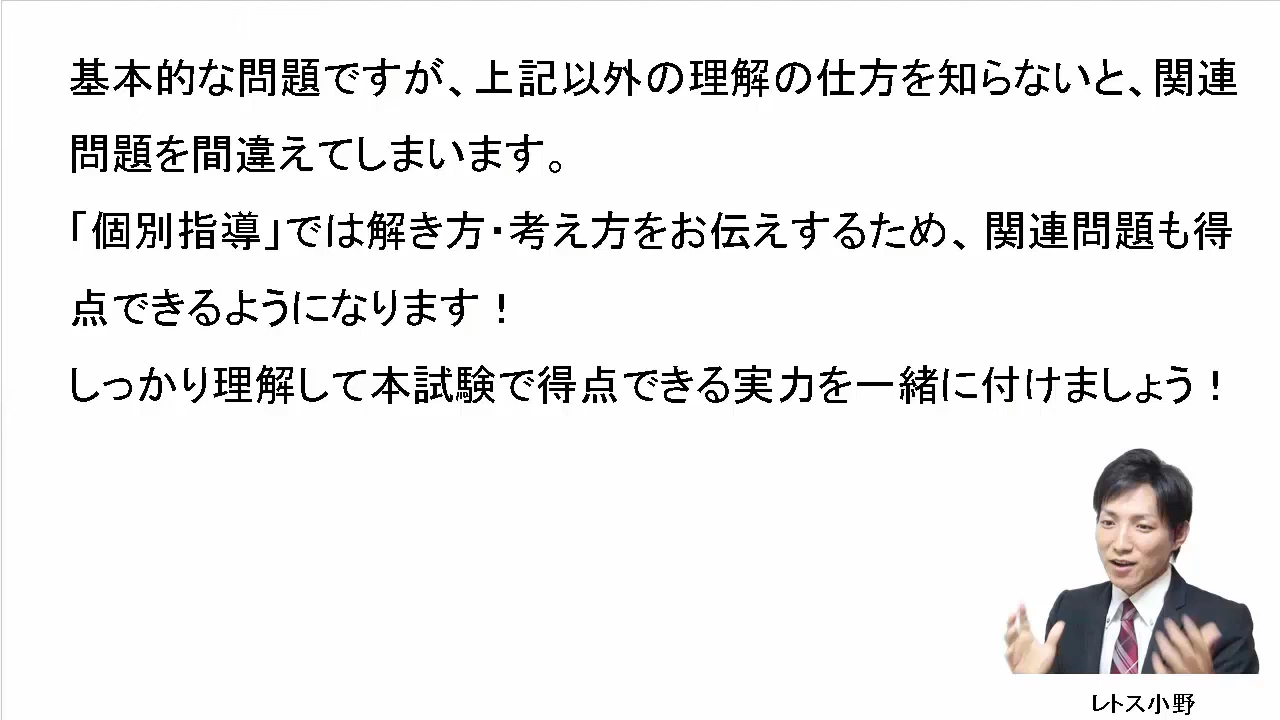 基本的な問題ですが、上記以外の理解の仕方を知らないと、関連
問題を間違えてしまいます。
「個別指導」では解き方・考え方をお伝えするため、関連問題も得
点できるようになります！
しっかり理解して本試験で得点できる実力を一緒に付けましょう！
レトス小野